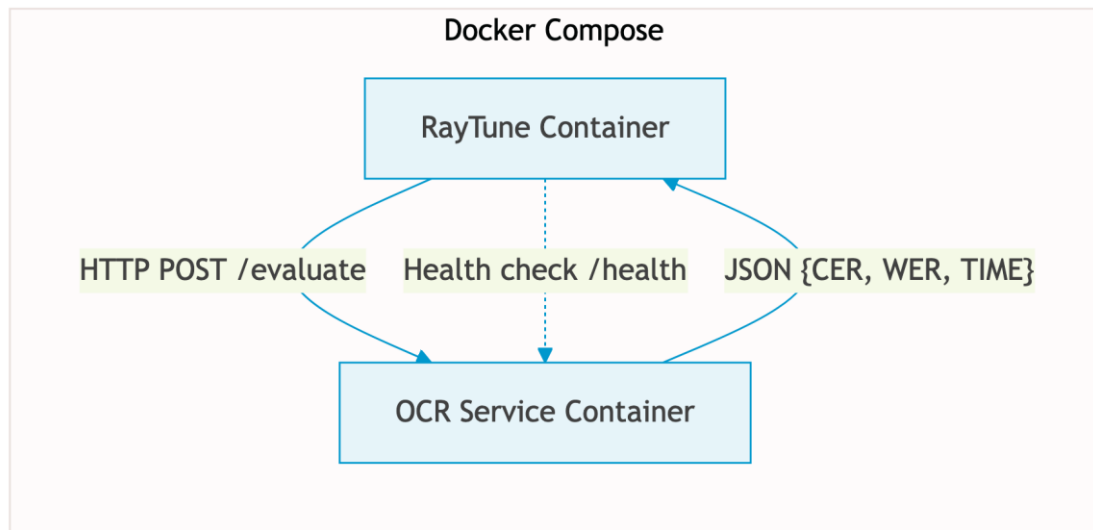 Docker Compose
RayTune Container
HTTP POST /evaluate
Health check /health
JSON {CER, WER, TIME}
OCR Service Container